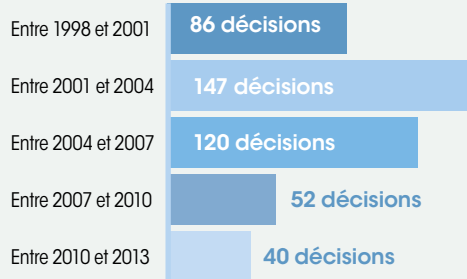 Entre 1998 et 2001 86 décisions
Entre 2001 et 2004 147 décisions
Entre 2004 et 2007 120 décisions
Entre 2007 et 2010 52 décisions
Entre 2010 et 2013 40 décisions